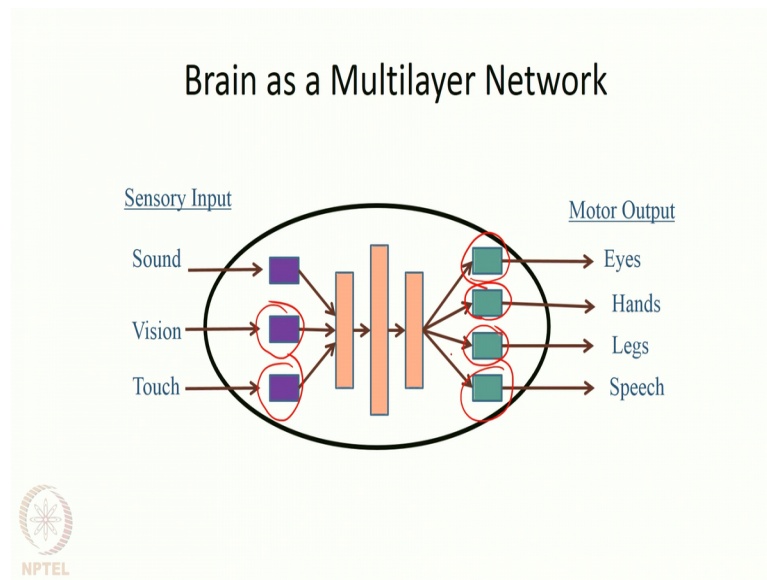 Brain as a Multilayer Network
Sensory Input
Motor Output
Sound
Vision
Touch
Eyes
Hands
Legs
Speech
NPTEL